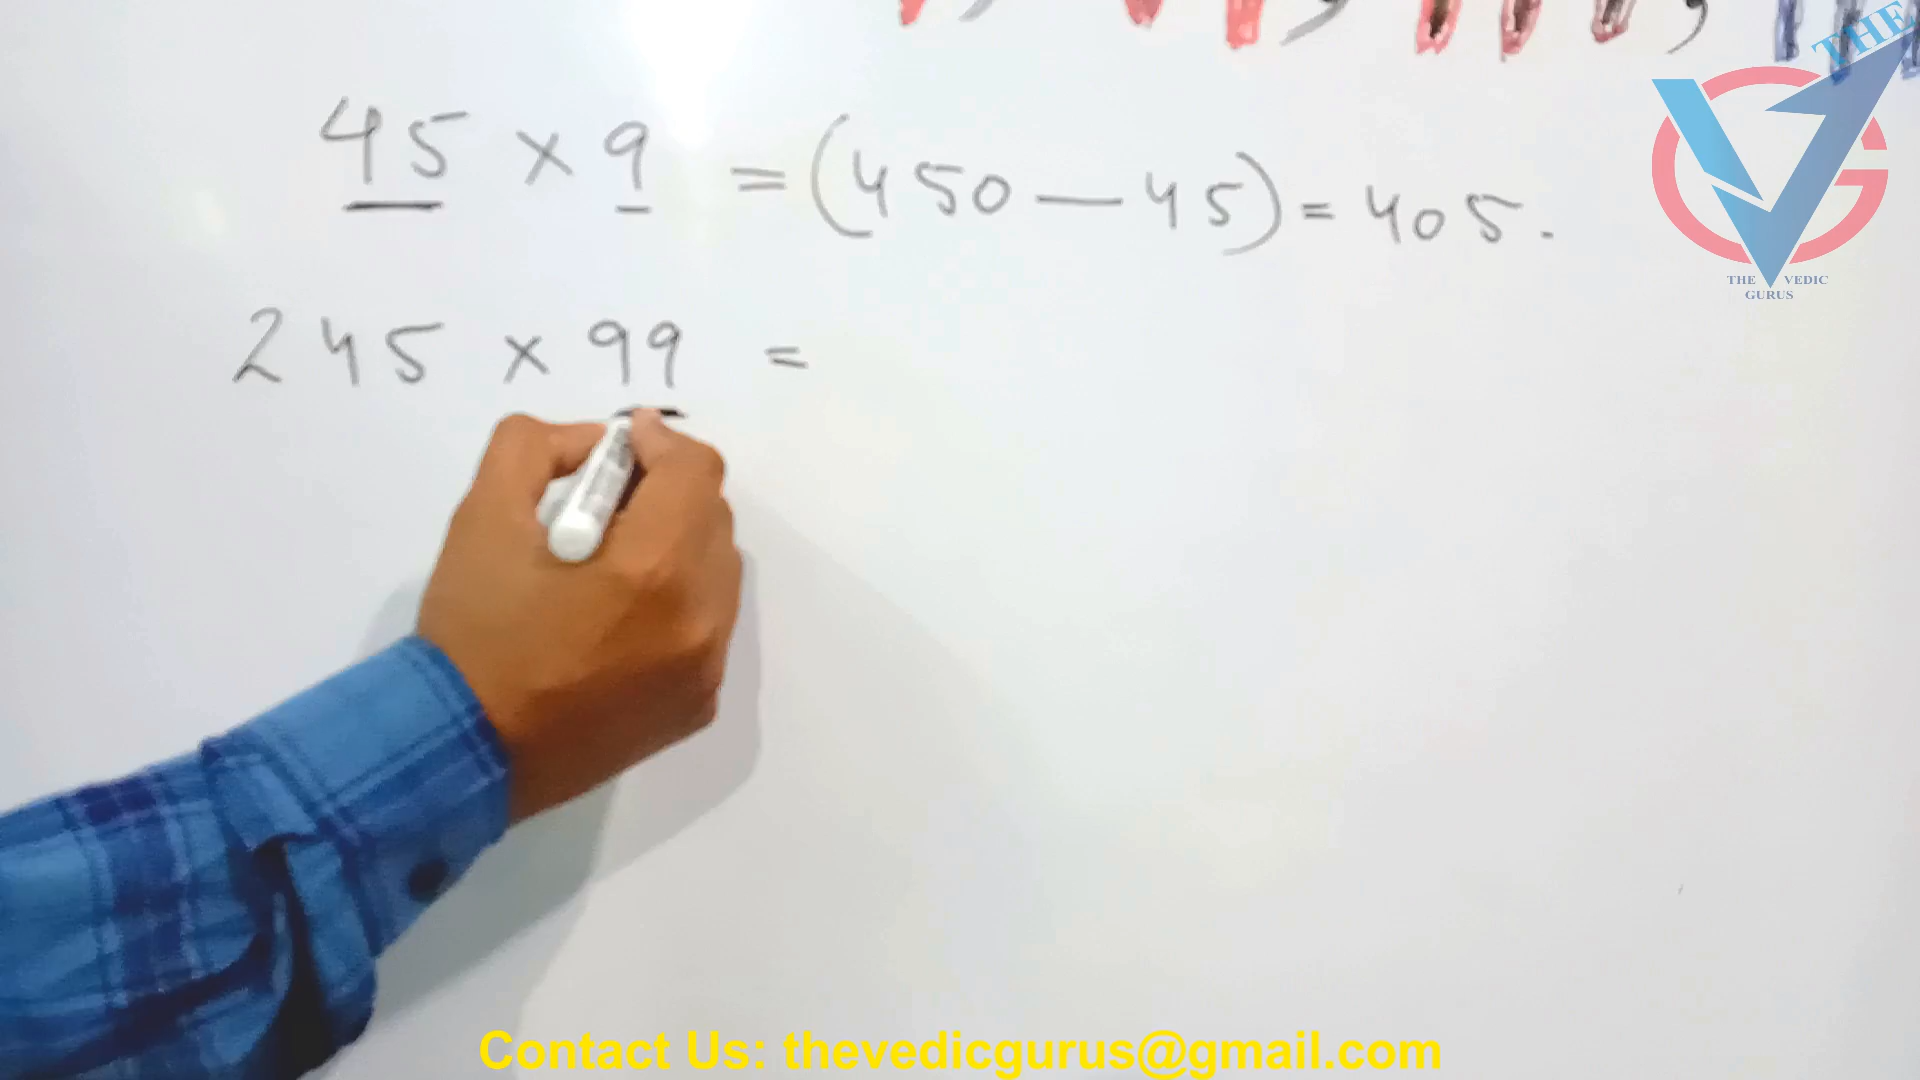 THE
45 × 9 = (450 — 45) = 405.
THE VEDIC
GURUS
245 × 99 =
Contact Us: thevedicgurus@gmail.com